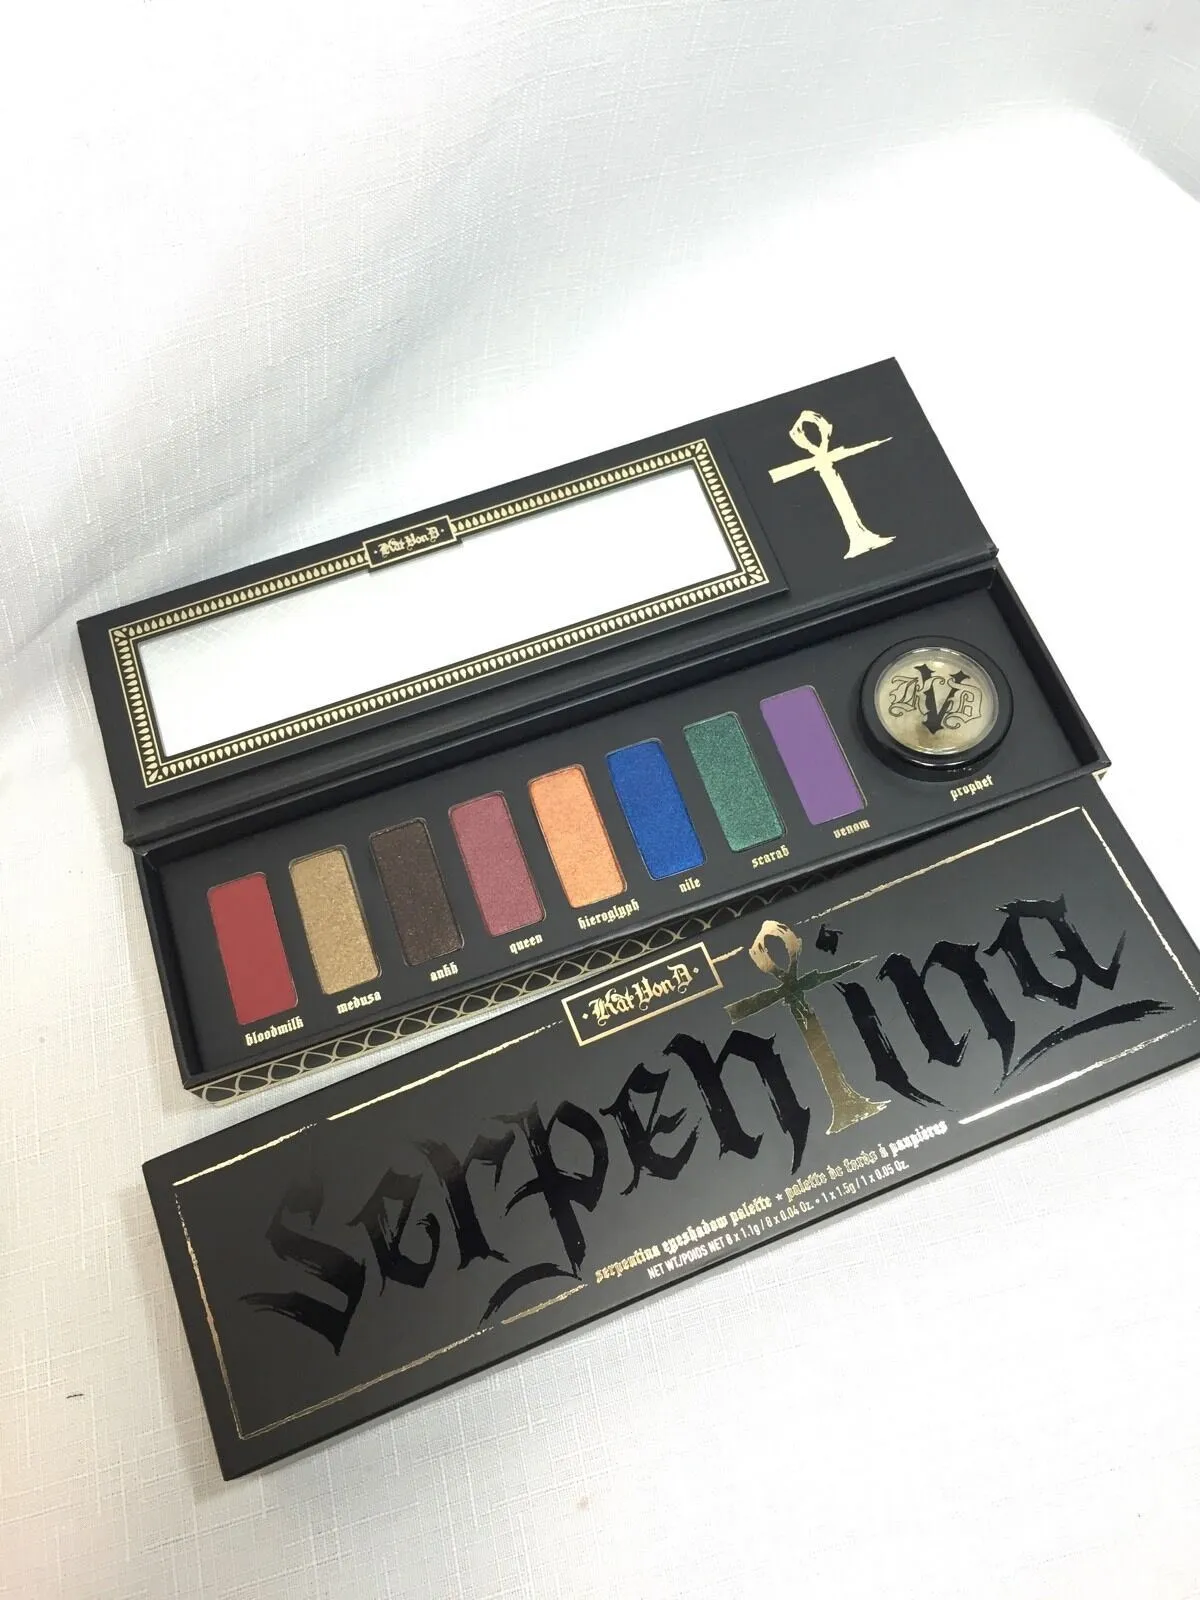 ·Kat Von D·
KVD
prophet
venom
scarab
nile
hieroglyph
queen
ankh
medusa
bloodmilk
·Kat Von D·
serpentina
serpentina eyeshadow palette ★ palette de fards à paupières
NET WT./POIDS NET 8 x 1.1g / 8 x 0.04 Oz. • 1 x 1.5g / 1 x 0.05 Oz.